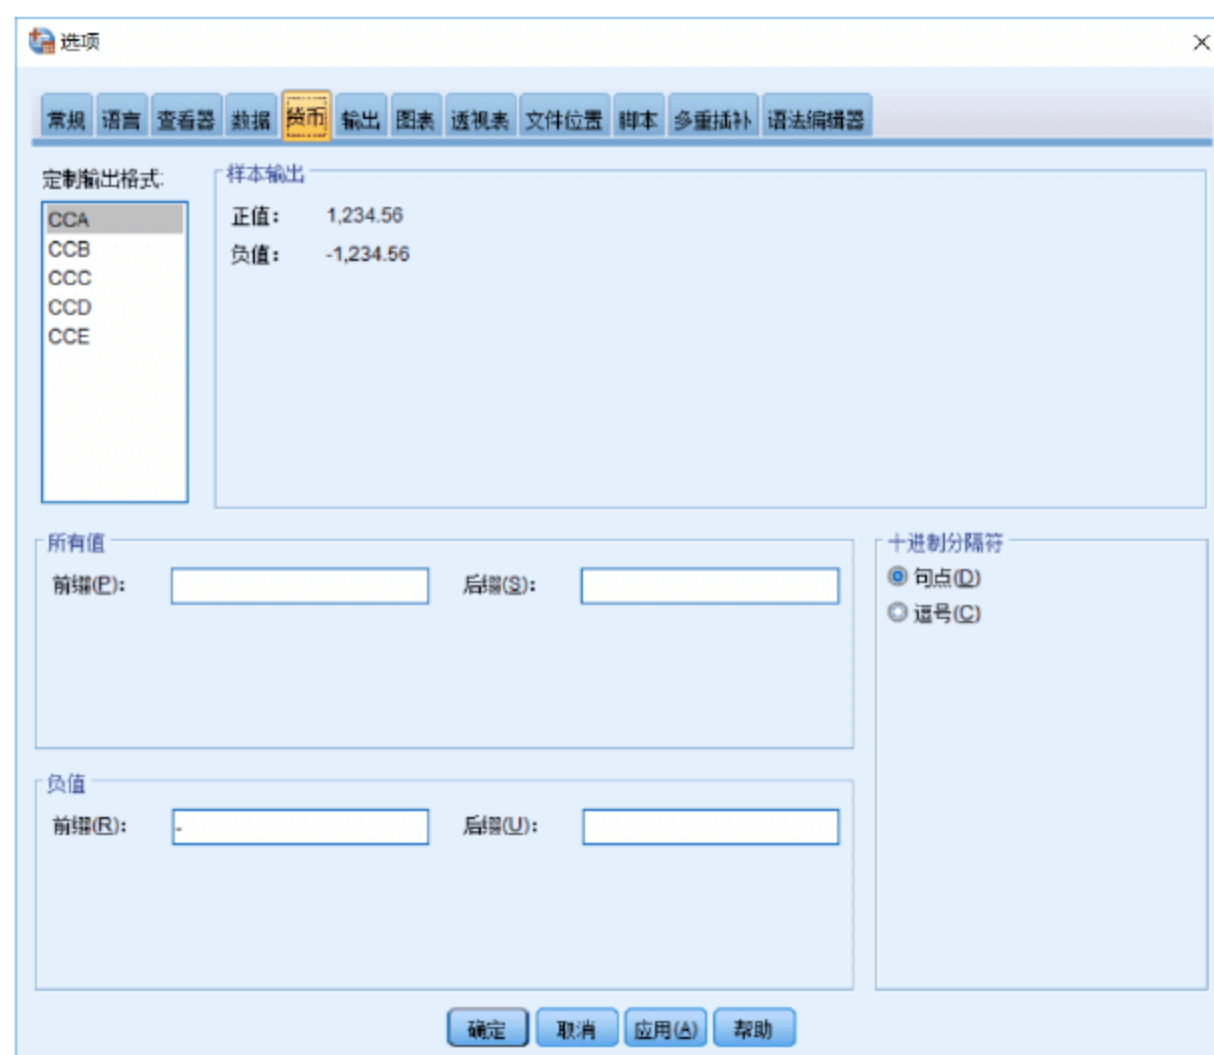 选项
常规 语言 查看器 数据 货币 输出 图表 透视表 文件位置 脚本 多重插补 语法编辑器
定制输出格式:
CCA
CCB
CCC
CCD
CCE
样本输出
正值: 1,234.56
负值: -1,234.56
所有值
前缀(P): 后缀(S):
十进制分隔符
句点(D)
逗号(C)
负值
前缀(R): - 后缀(U):
确定 取消 应用(A) 帮助